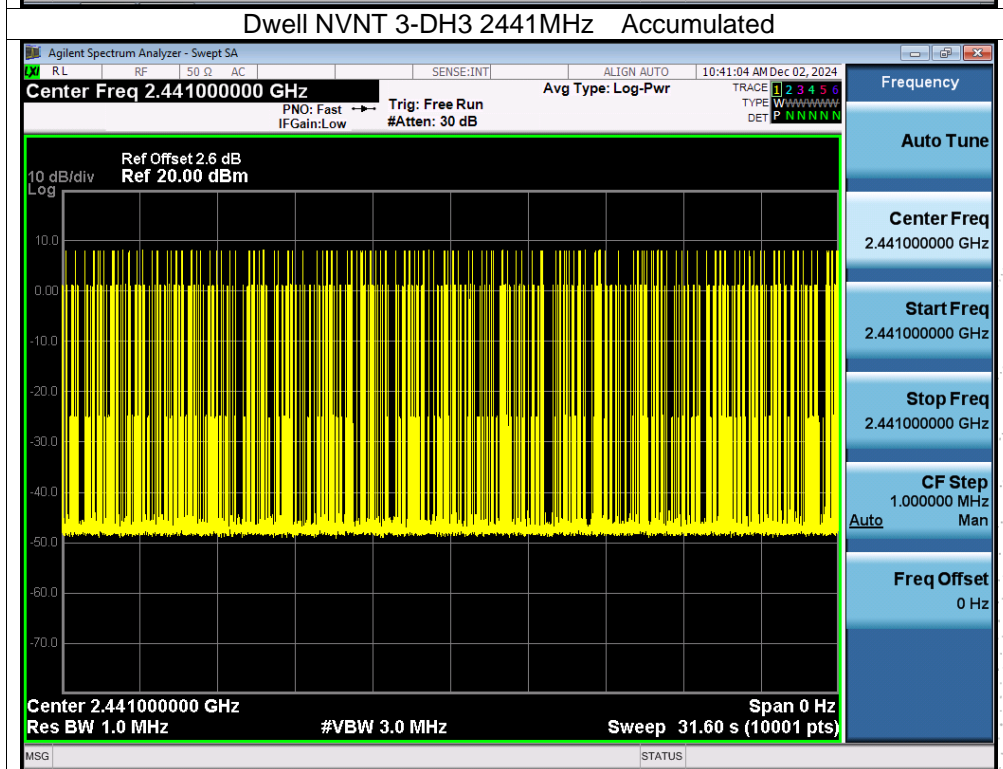 Dwell NVNT 3-DH3 2441MHz Accumulated
Agilent Spectrum Analyzer - Swept SA
LXI RL RF 50 Ω AC SENSE:INT ALIGN AUTO 10:41:04 AM Dec 02, 2024
Center Freq 2.441000000 GHz
PNO: Fast
IFGain:Low
Trig: Free Run
#Atten: 30 dB
Avg Type: Log-Pwr
TRACE 1 2 3 4 5 6
TYPE WWWWWW
DET P N N N N N
Frequency
Auto Tune
Center Freq
2.441000000 GHz
Start Freq
2.441000000 GHz
Stop Freq
2.441000000 GHz
CF Step
1.000000 MHz
Auto Man
Freq Offset
0 Hz
Ref Offset 2.6 dB
10 dB/div Ref 20.00 dBm
Log
10.0
0.00
-10.0
-20.0
-30.0
-40.0
-50.0
-60.0
-70.0
Center 2.441000000 GHz Span 0 Hz
Res BW 1.0 MHz #VBW 3.0 MHz Sweep 31.60 s (10001 pts)
MSG STATUS